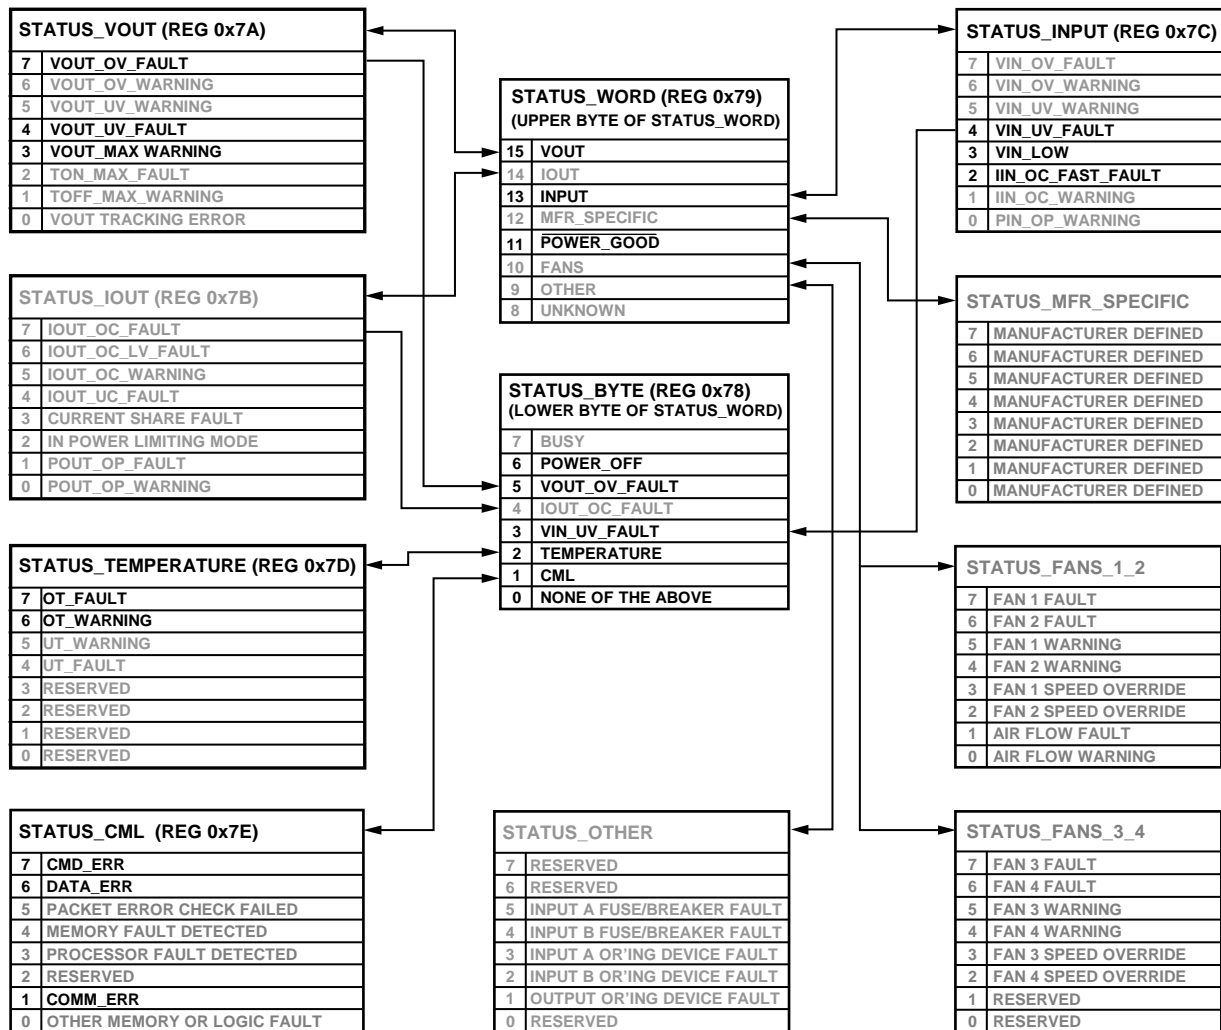 STATUS_VOUT (REG 0x7A)
7 VOUT_OV_FAULT
6 VOUT_OV_WARNING
5 VOUT_UV_WARNING
4 VOUT_UV_FAULT
3 VOUT_MAX WARNING
2 TON_MAX_FAULT
1 TOFF_MAX_WARNING
0 VOUT TRACKING ERROR
STATUS_IOUT (REG 0x7B)
7 IOUT_OC_FAULT
6 IOUT_OC_LV_FAULT
5 IOUT_OC_WARNING
4 IOUT_UC_FAULT
3 CURRENT SHARE FAULT
2 IN POWER LIMITING MODE
1 POUT_OP_FAULT
0 POUT_OP_WARNING
STATUS_TEMPERATURE (REG 0x7D)
7 OT_FAULT
6 OT_WARNING
5 UT_WARNING
4 UT_FAULT
3 RESERVED
2 RESERVED
1 RESERVED
0 RESERVED
STATUS_CML (REG 0x7E)
7 CMD_ERR
6 DATA_ERR
5 PACKET ERROR CHECK FAILED
4 MEMORY FAULT DETECTED
3 PROCESSOR FAULT DETECTED
2 RESERVED
1 COMM_ERR
0 OTHER MEMORY OR LOGIC FAULT
STATUS_WORD (REG 0x79)
(UPPER BYTE OF STATUS_WORD)
15 VOUT
14 IOUT
13 INPUT
12 MFR_SPECIFIC
11 POWER_GOOD
10 FANS
9 OTHER
8 UNKNOWN
STATUS_BYTE (REG 0x78)
(LOWER BYTE OF STATUS_WORD)
7 BUSY
6 POWER_OFF
5 VOUT_OV_FAULT
4 IOUT_OC_FAULT
3 VIN_UV_FAULT
2 TEMPERATURE
1 CML
0 NONE OF THE ABOVE
STATUS_OTHER
7 RESERVED
6 RESERVED
5 INPUT A FUSE/BREAKER FAULT
4 INPUT B FUSE/BREAKER FAULT
3 INPUT A OR'ING DEVICE FAULT
2 INPUT B OR'ING DEVICE FAULT
1 OUTPUT OR'ING DEVICE FAULT
0 RESERVED
STATUS_INPUT (REG 0x7C)
7 VIN_OV_FAULT
6 VIN_OV_WARNING
5 VIN_UV_WARNING
4 VIN_UV_FAULT
3 VIN_LOW
2 IIN_OC_FAST_FAULT
1 IIN_OC_WARNING
0 PIN_OP_WARNING
STATUS_MFR_SPECIFIC
7 MANUFACTURER DEFINED
6 MANUFACTURER DEFINED
5 MANUFACTURER DEFINED
4 MANUFACTURER DEFINED
3 MANUFACTURER DEFINED
2 MANUFACTURER DEFINED
1 MANUFACTURER DEFINED
0 MANUFACTURER DEFINED
STATUS_FANS_1_2
7 FAN 1 FAULT
6 FAN 2 FAULT
5 FAN 1 WARNING
4 FAN 2 WARNING
3 FAN 1 SPEED OVERRIDE
2 FAN 2 SPEED OVERRIDE
1 AIR FLOW FAULT
0 AIR FLOW WARNING
STATUS_FANS_3_4
7 FAN 3 FAULT
6 FAN 4 FAULT
5 FAN 3 WARNING
4 FAN 4 WARNING
3 FAN 3 SPEED OVERRIDE
2 FAN 4 SPEED OVERRIDE
1 RESERVED
0 RESERVED